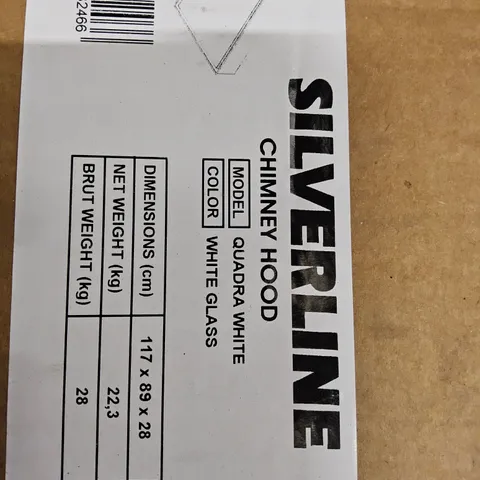 SILVERLINE
CHIMNEY HOOD
MODEL QUADRA WHITE
COLOR WHITE GLASS
DIMENSIONS (cm) 117 x 89 x 28
NET WEIGHT (kg) 22,3
BRUT WEIGHT (kg) 28
2466